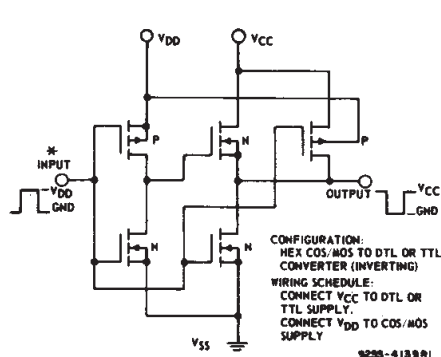 VDD
VCC
P
N
P
*
INPUT
VDD
GND
OUTPUT
VCC
GND
N
N
CONFIGURATION:
HEX COS/MOS TO DTL OR TTL
CONVERTER (INVERTING)
WIRING SCHEDULE:
CONNECT VCC TO DTL OR
TTL SUPPLY.
CONNECT VDD TO COS/MOS
SUPPLY
VSS